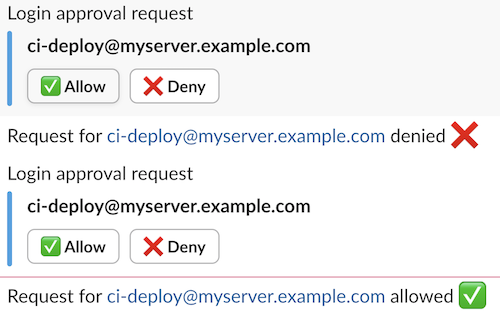 Login approval request
ci-deploy@myserver.example.com
Allow Deny
Request for ci-deploy@myserver.example.com denied
Login approval request
ci-deploy@myserver.example.com
Allow Deny
Request for ci-deploy@myserver.example.com allowed